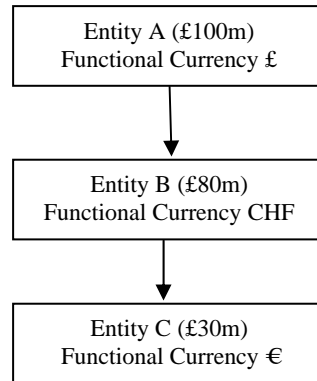 Entity A (£100m)
Functional Currency £
Entity B (£80m)
Functional Currency CHF
Entity C (£30m)
Functional Currency €